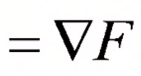 = ∇F